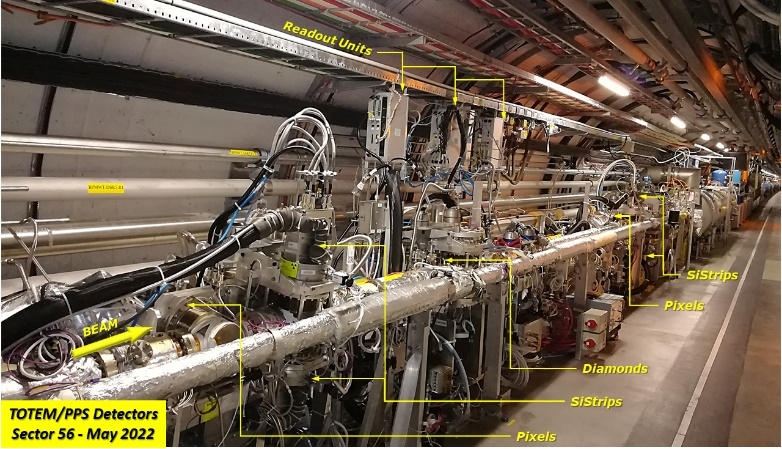 Readout Units
BEAM
SiStrips
Pixels
Diamonds
SiStrips
Pixels
TOTEM/PPS Detectors
Sector 56 - May 2022